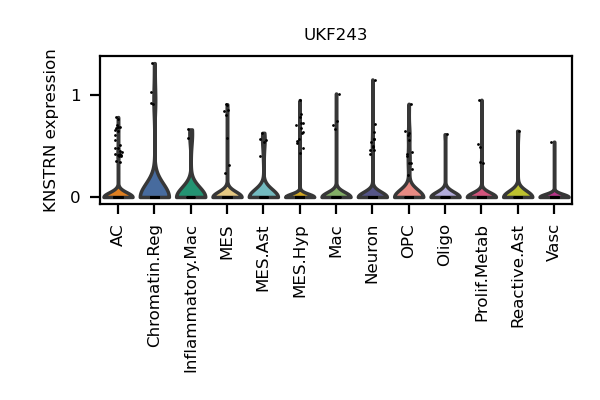 UKF243
KNSTRN expression
1
0
AC
Chromatin.Reg
Inflammatory.Mac
MES
MES.Ast
MES.Hyp
Mac
Neuron
OPC
Oligo
Prolif.Metab
Reactive.Ast
Vasc